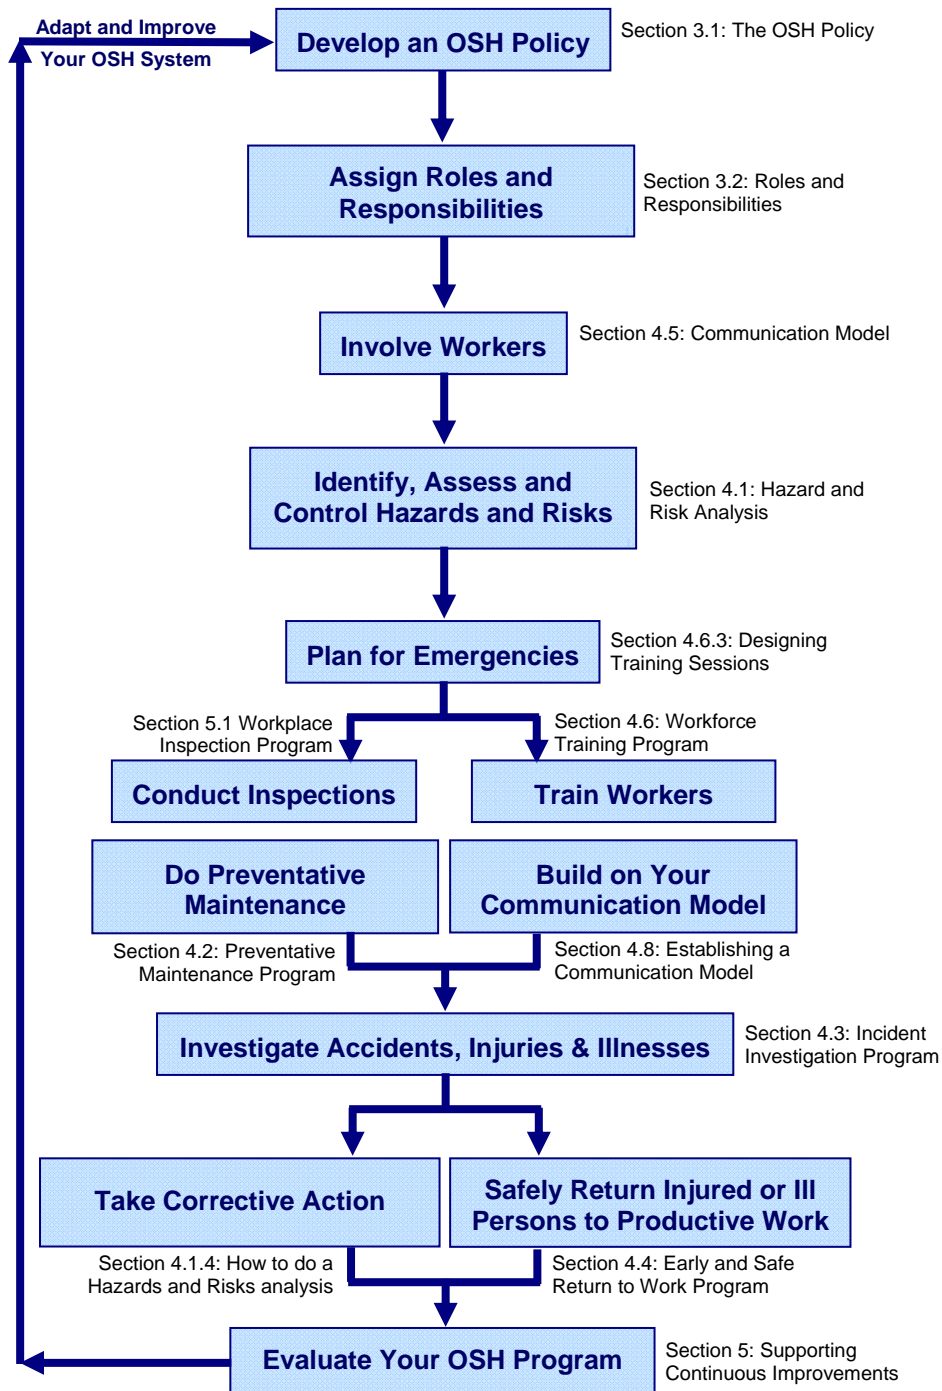 Adapt and Improve
Your OSH System
Develop an OSH Policy
Section 3.1: The OSH Policy
Assign Roles and
Responsibilities
Section 3.2: Roles and
Responsibilities
Involve Workers
Section 4.5: Communication Model
Identify, Assess and
Control Hazards and Risks
Section 4.1: Hazard and
Risk Analysis
Plan for Emergencies
Section 4.6.3: Designing
Training Sessions
Section 5.1 Workplace
Inspection Program
Section 4.6: Workforce
Training Program
Conduct Inspections
Train Workers
Do Preventative
Maintenance
Build on Your
Communication Model
Section 4.2: Preventative
Maintenance Program
Section 4.8: Establishing a
Communication Model
Investigate Accidents, Injuries & Illnesses
Section 4.3: Incident
Investigation Program
Take Corrective Action
Safely Return Injured or Ill
Persons to Productive Work
Section 4.1.4: How to do a
Hazards and Risks analysis
Section 4.4: Early and Safe
Return to Work Program
Evaluate Your OSH Program
Section 5: Supporting
Continuous Improvements